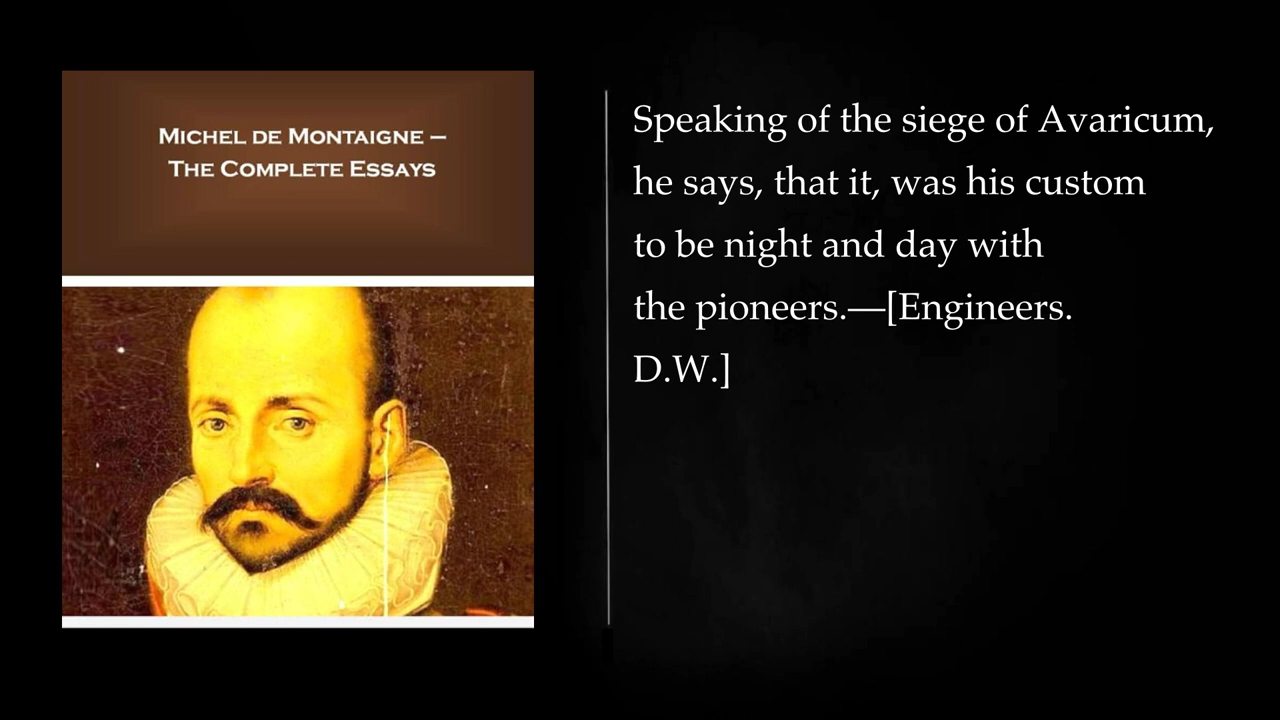 MICHEL DE MONTAIGNE –
THE COMPLETE ESSAYS
Speaking of the siege of Avaricum,
he says, that it, was his custom
to be night and day with
the pioneers.—[Engineers.
D.W.]